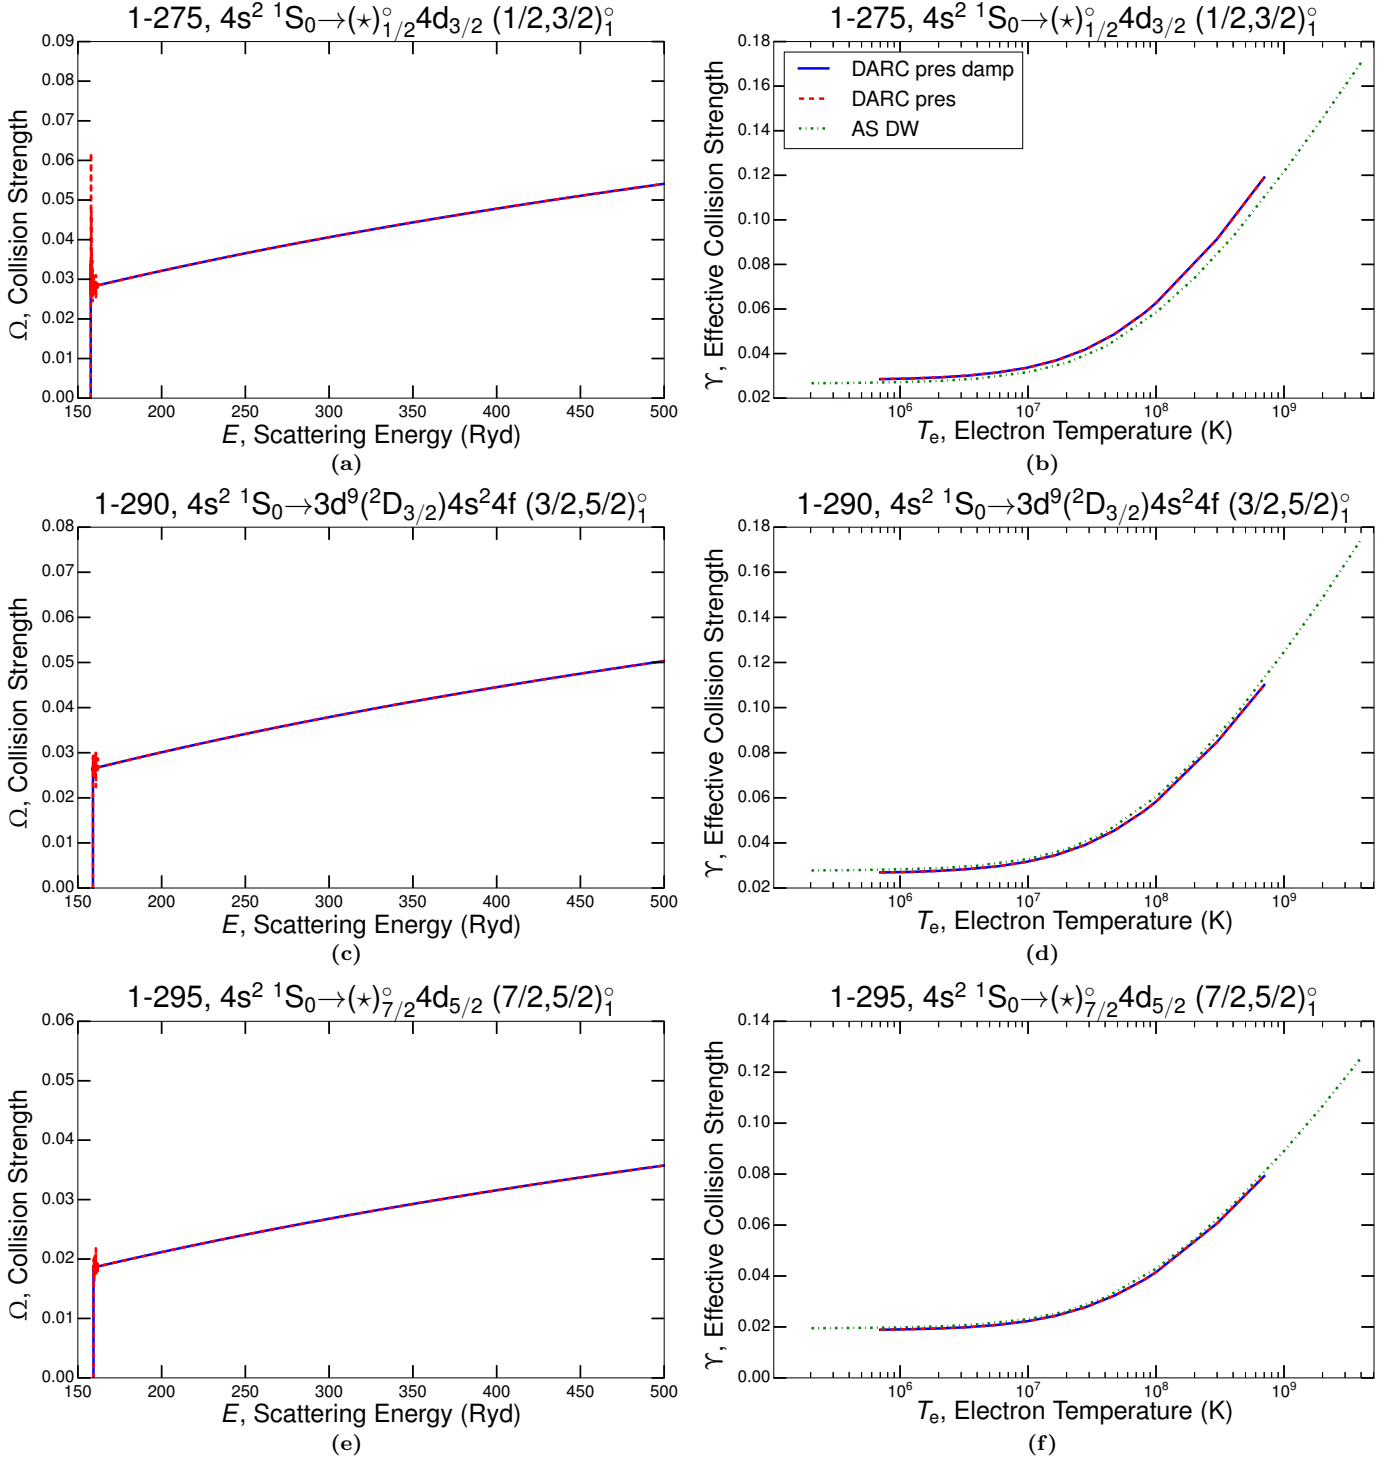 1-275, 4s² ¹S₀→(⋆)°₁/₂4d₃/₂ (1/2,3/2)°₁
0.09
0.08
0.07
0.06
0.05
0.04
0.03
0.02
0.01
0.00
Ω, Collision Strength
150 200 250 300 350 400 450 500
E, Scattering Energy (Ryd)
(a)
1-275, 4s² ¹S₀→(⋆)°₁/₂4d₃/₂ (1/2,3/2)°₁
DARC pres damp
DARC pres
AS DW
0.18
0.16
0.14
0.12
0.10
0.08
0.06
0.04
0.02
ϒ, Effective Collision Strength
10⁶ 10⁷ 10⁸ 10⁹
Tₑ, Electron Temperature (K)
(b)
1-290, 4s² ¹S₀→3d⁹(²D₃/₂)4s²4f (3/2,5/2)°₁
0.08
0.07
0.06
0.05
0.04
0.03
0.02
0.01
0.00
Ω, Collision Strength
150 200 250 300 350 400 450 500
E, Scattering Energy (Ryd)
(c)
1-290, 4s² ¹S₀→3d⁹(²D₃/₂)4s²4f (3/2,5/2)°₁
0.18
0.16
0.14
0.12
0.10
0.08
0.06
0.04
0.02
ϒ, Effective Collision Strength
10⁶ 10⁷ 10⁸ 10⁹
Tₑ, Electron Temperature (K)
(d)
1-295, 4s² ¹S₀→(⋆)°₇/₂4d₅/₂ (7/2,5/2)°₁
0.06
0.05
0.04
0.03
0.02
0.01
0.00
Ω, Collision Strength
150 200 250 300 350 400 450 500
E, Scattering Energy (Ryd)
(e)
1-295, 4s² ¹S₀→(⋆)°₇/₂4d₅/₂ (7/2,5/2)°₁
0.14
0.12
0.10
0.08
0.06
0.04
0.02
0.00
ϒ, Effective Collision Strength
10⁶ 10⁷ 10⁸ 10⁹
Tₑ, Electron Temperature (K)
(f)